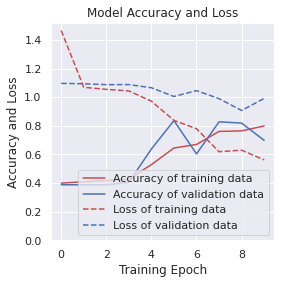 Model Accuracy and Loss
Accuracy and Loss
1.4
1.2
1.0
0.8
0.6
0.4
0.2
0.0
Accuracy of training data
Accuracy of validation data
Loss of training data
Loss of validation data
0 2 4 6 8
Training Epoch